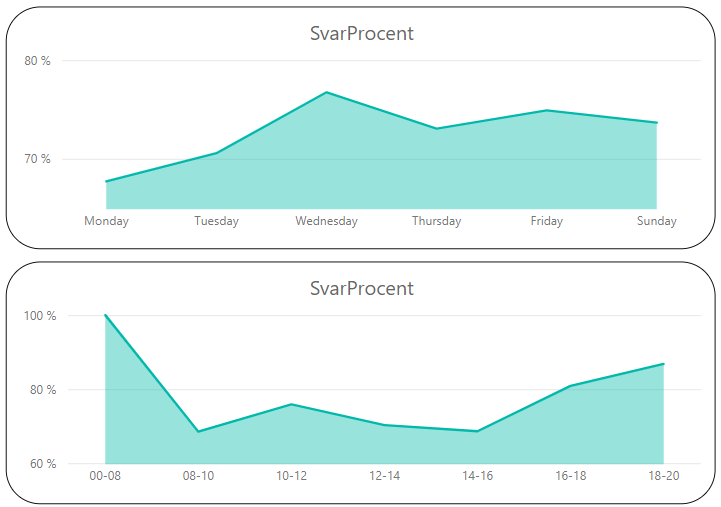 SvarProcent
80 %
70 %
Monday Tuesday Wednesday Thursday Friday Sunday
SvarProcent
100 %
80 %
60 %
00-08 08-10 10-12 12-14 14-16 16-18 18-20